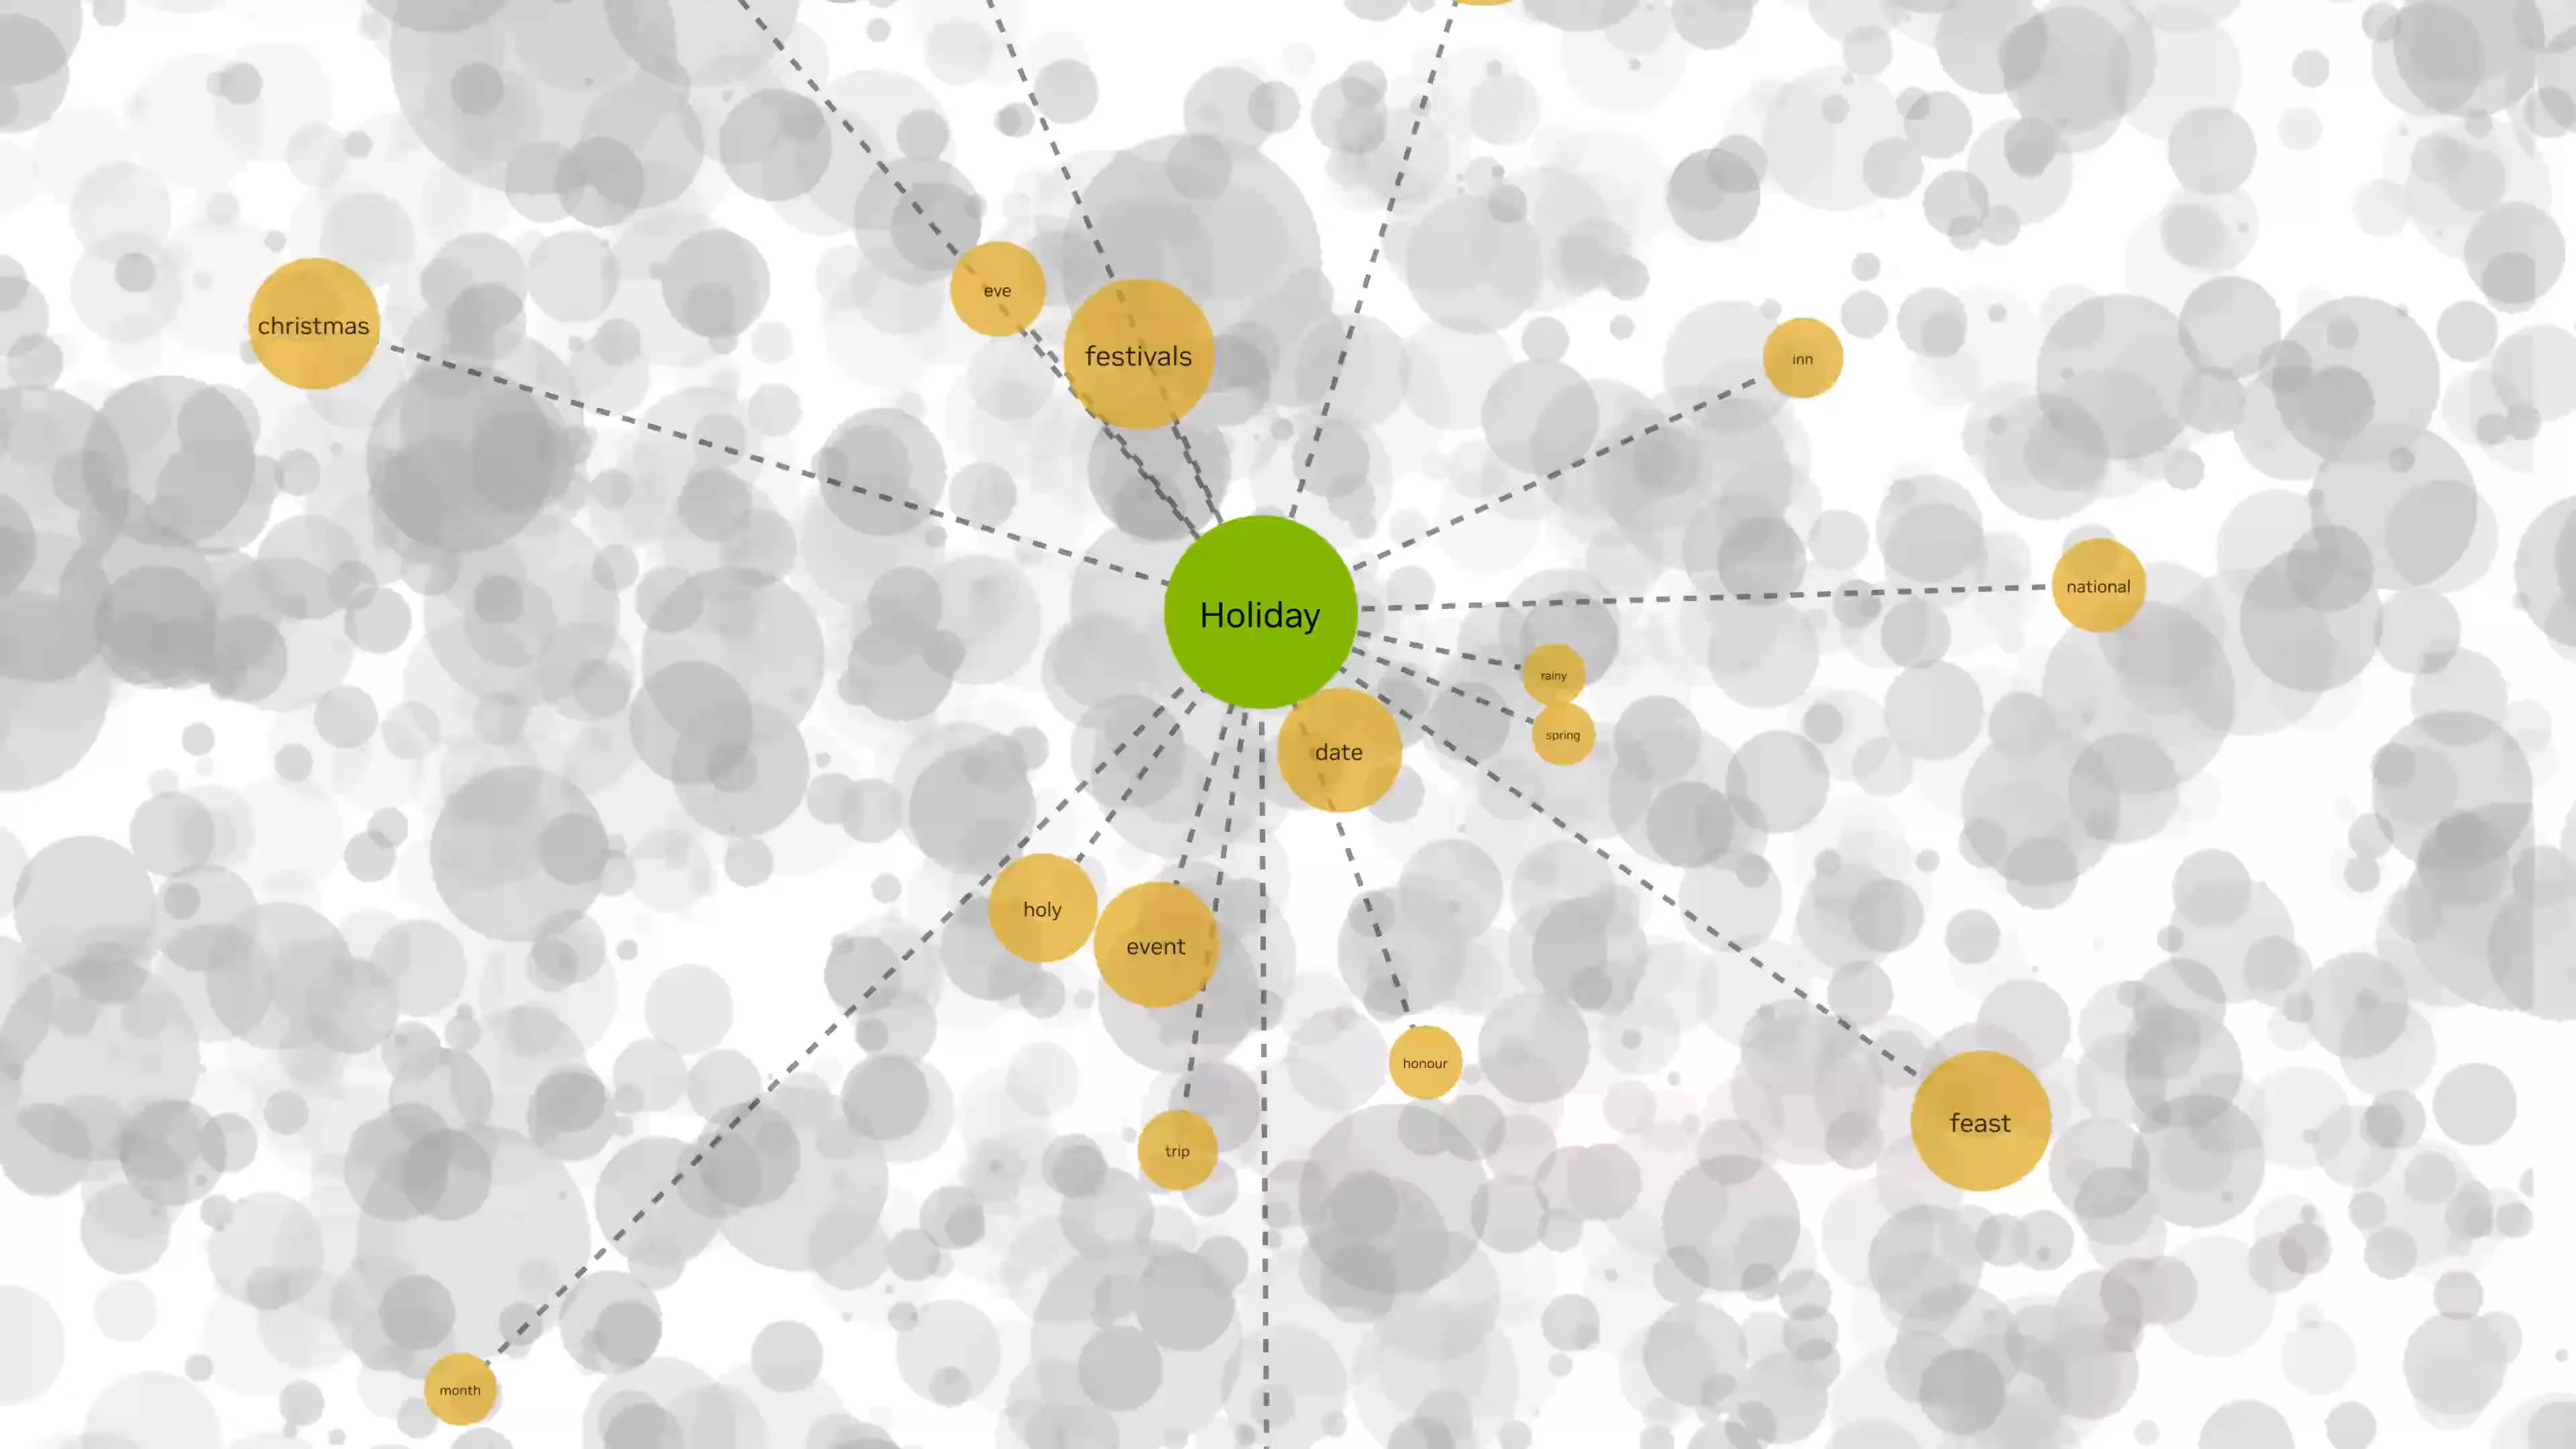 eve
christmas
festivals
inn
national
Holiday
rainy
spring
date
holy
event
honour
feast
trip
month